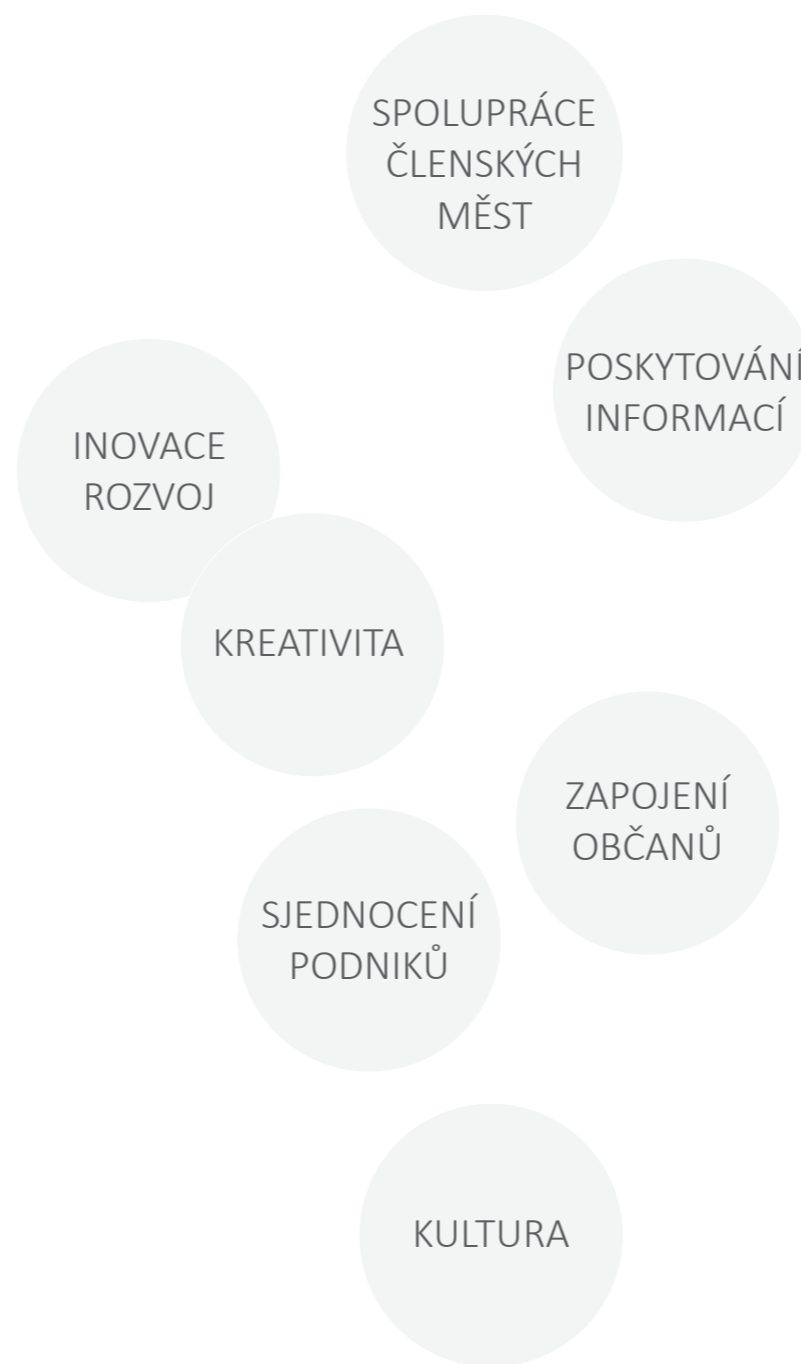 SPOLUPRÁCE
ČLENSKÝCH
MĚST
POSKYTOVÁNÍ
INFORMACÍ
INOVACE
ROZVOJ
KREATIVITA
ZAPOJENÍ
OBČANŮ
SJEDNOCENÍ
PODNIKŮ
KULTURA